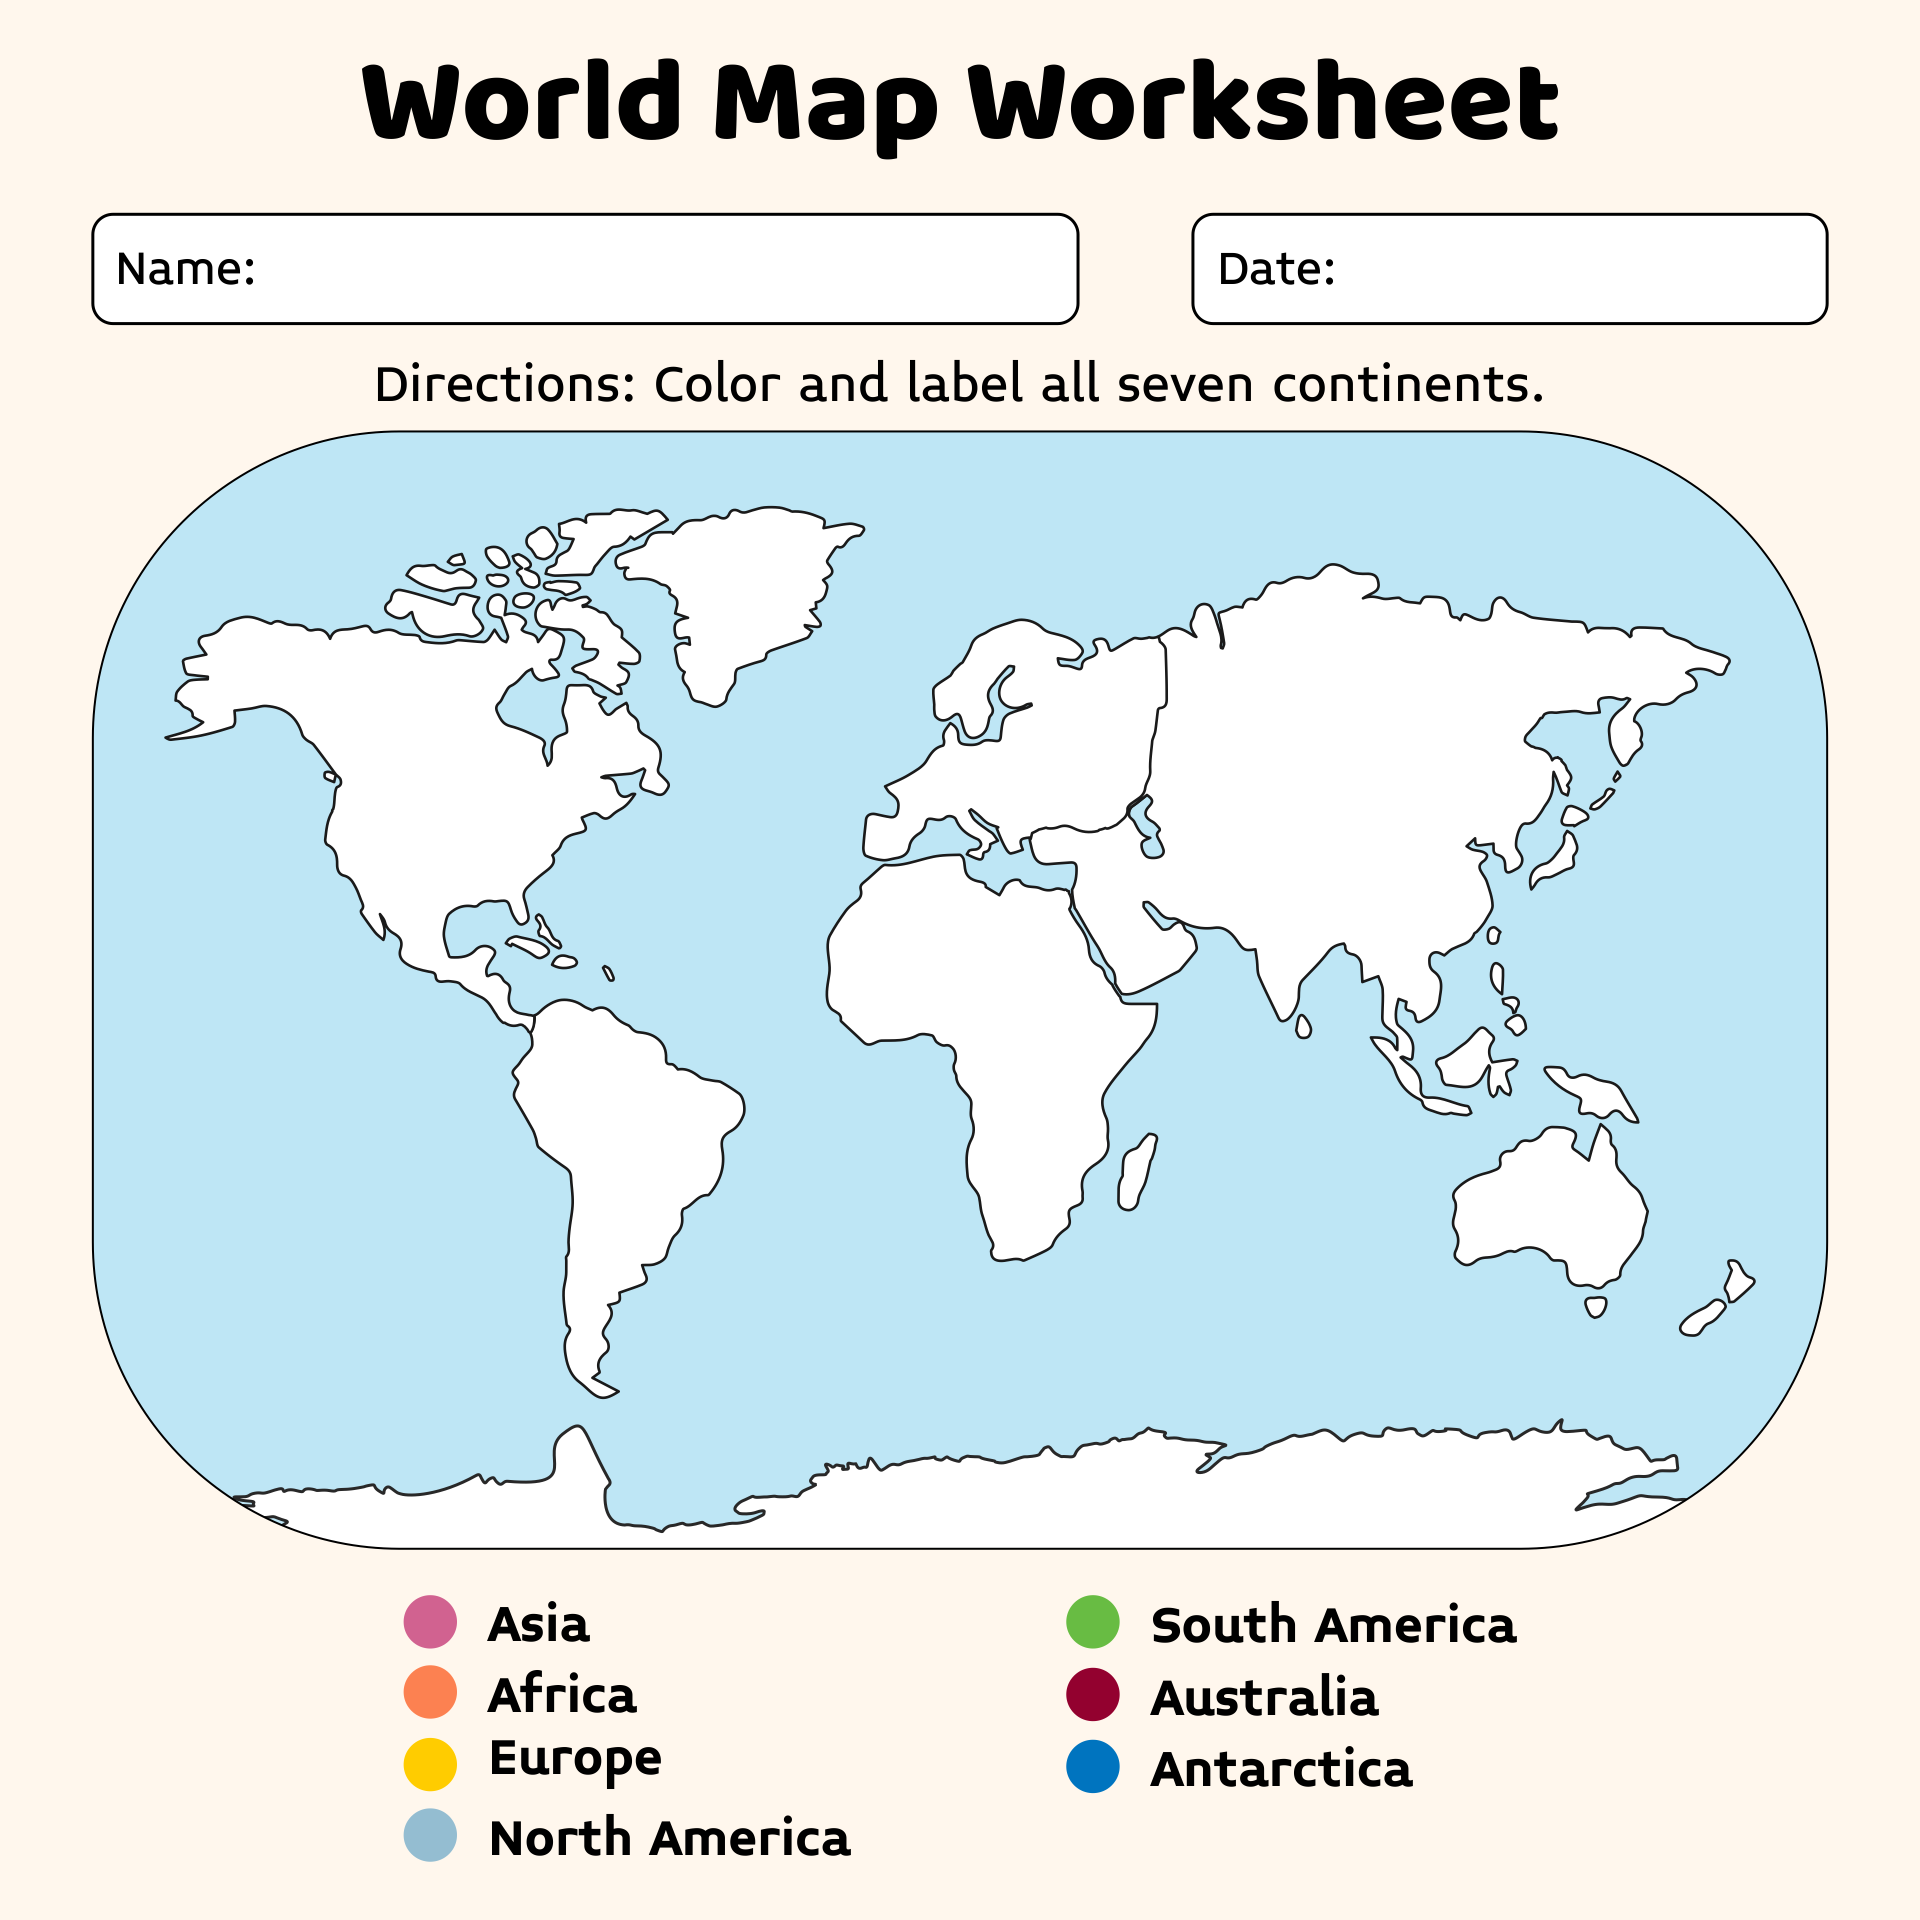 World Map Worksheet
Name:
Date:
Directions: Color and label all seven continents.
Asia
Africa
Europe
North America
South America
Australia
Antarctica